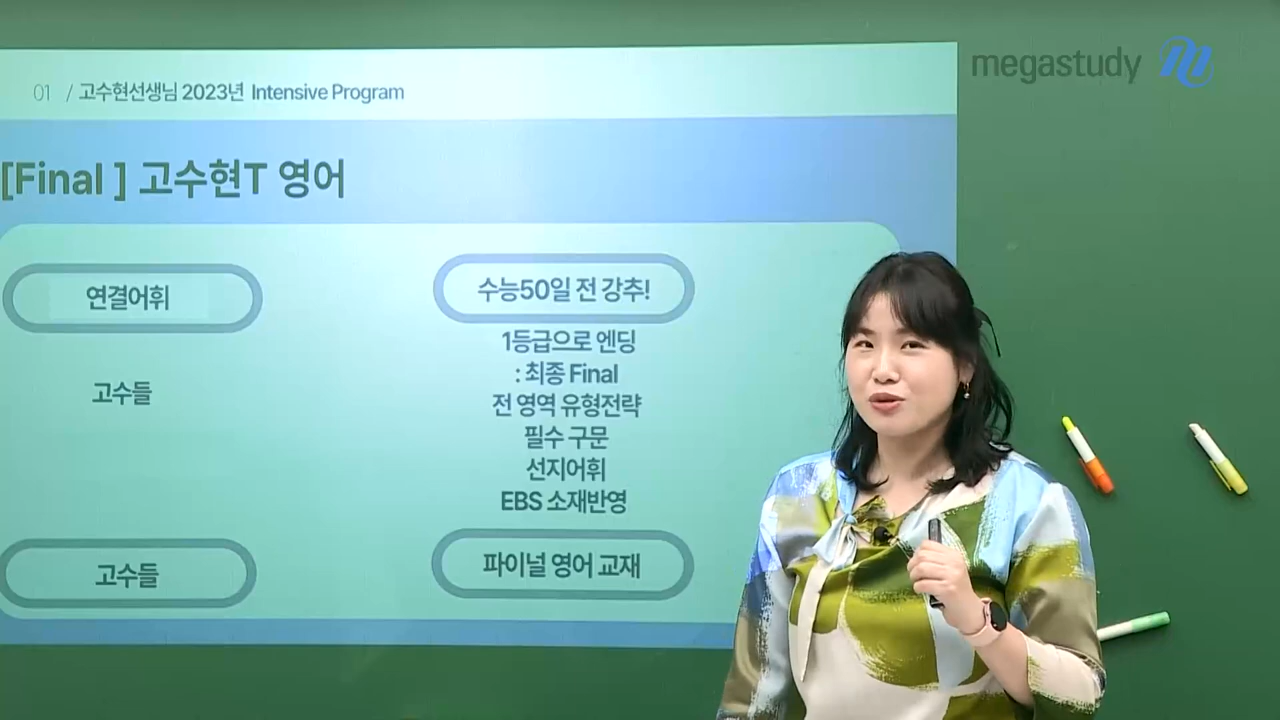 megastudy
01 / 고수현선생님 2023년 Intensive Program
[Final ] 고수현T 영어
연결어휘
고수들
고수들
수능50일 전 강추!
1등급으로 엔딩
: 최종 Final
전 영역 유형전략
필수 구문
선지어휘
EBS 소재반영
파이널 영어 교재